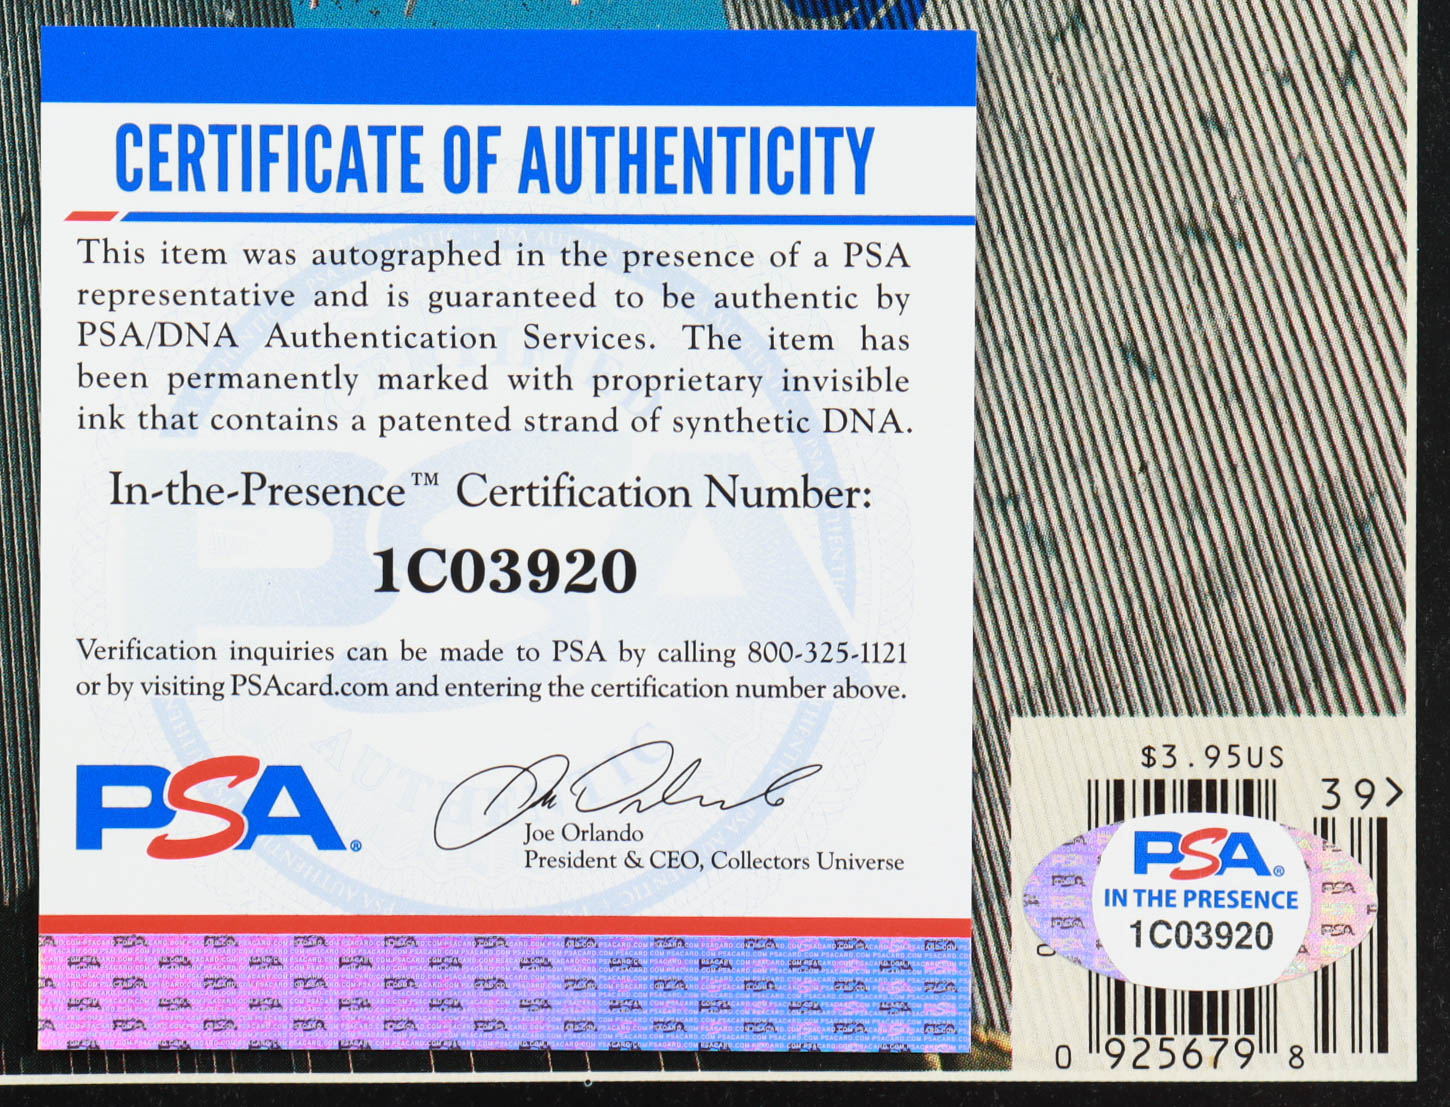 CERTIFICATE OF AUTHENTICITY
This item was autographed in the presence of a PSA
representative and is guaranteed to be authentic by
PSA/DNA Authentication Services. The item has
been permanently marked with proprietary invisible
ink that contains a patented strand of synthetic DNA.
In-the-Presence™ Certification Number:
1C03920
Verification inquiries can be made to PSA by calling 800-325-1121
or by visiting PSAcard.com and entering the certification number above.
PSA®
Joe Orlando
President & CEO, Collectors Universe
$3.95US
39>
PSA®
IN THE PRESENCE
1C03920
0 925679 8